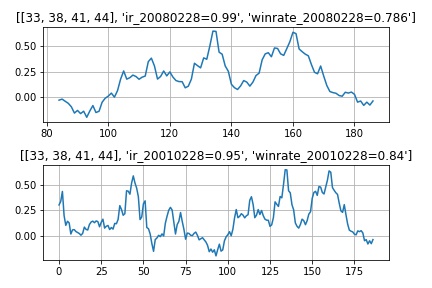 [[33, 38, 41, 44], 'ir_20080228=0.99', 'winrate_20080228=0.786']
0.50
0.25
0.00
80 100 120 140 160 180
[[33, 38, 41, 44], 'ir_20010228=0.95', 'winrate_20010228=0.84']
0.50
0.25
0.00
0 25 50 75 100 125 150 175